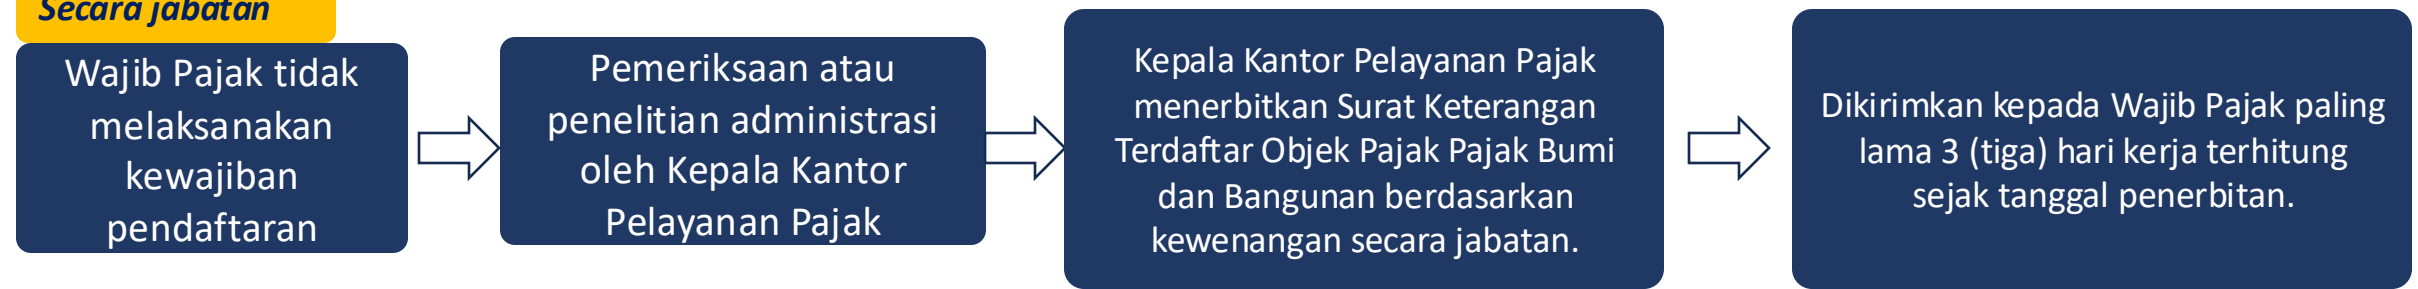 Secara jabatan
Wajib Pajak tidak
melaksanakan
kewajiban
pendaftaran
Pemeriksaan atau
penelitian administrasi
oleh Kepala Kantor
Pelayanan Pajak
Kepala Kantor Pelayanan Pajak
menerbitkan Surat Keterangan
Terdaftar Objek Pajak Pajak Bumi
dan Bangunan berdasarkan
kewenangan secara jabatan.
Dikirimkan kepada Wajib Pajak paling
lama 3 (tiga) hari kerja terhitung
sejak tanggal penerbitan.